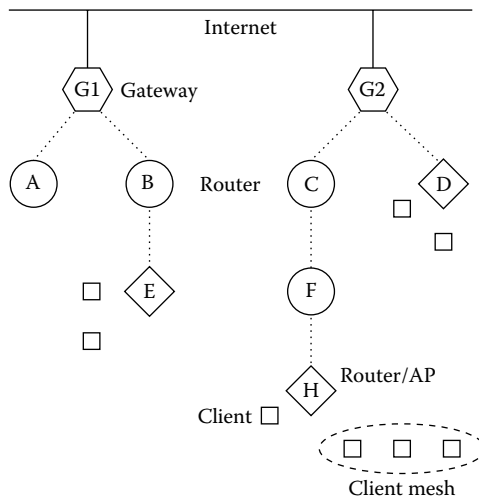 Internet
G1
Gateway
G2
A
B
Router
C
D
E
F
H
Router/AP
Client
Client mesh